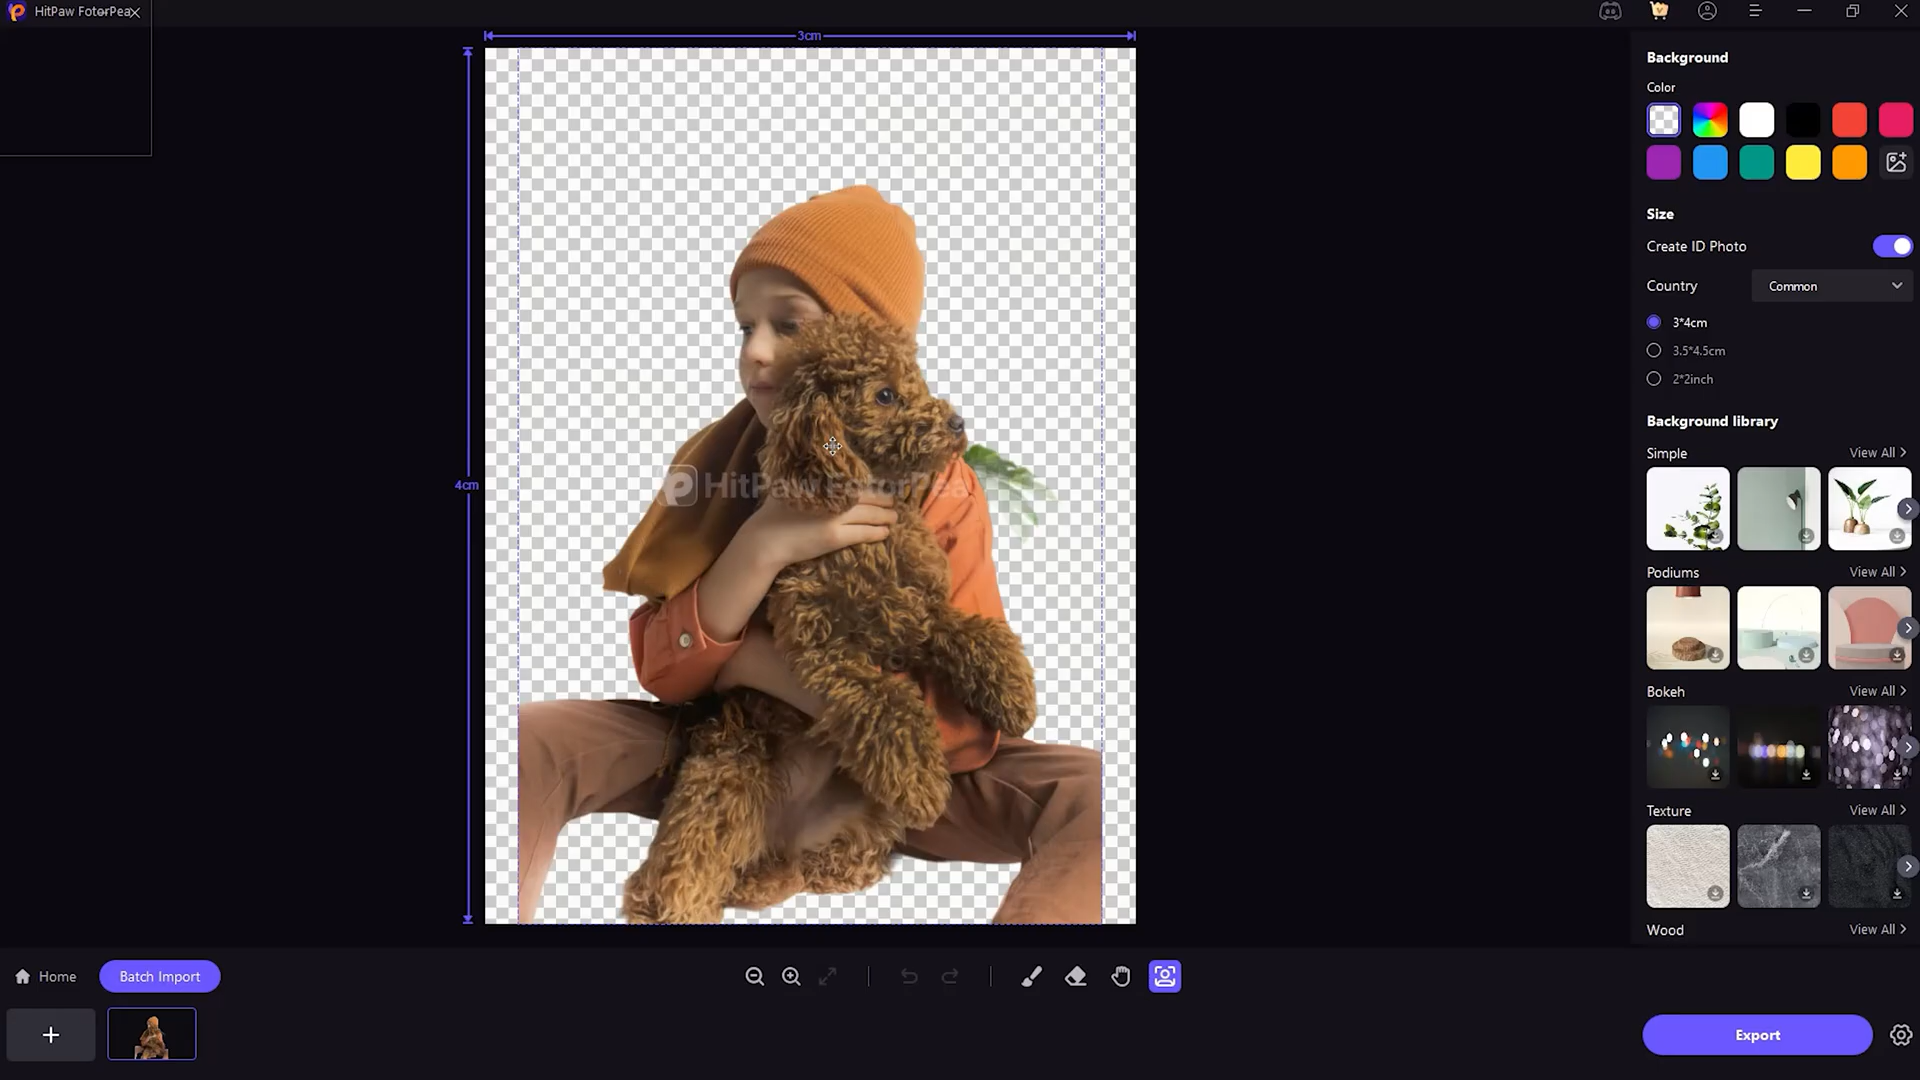 HitPaw FotorPea
3cm
4cm
HitPaw FotorPea
Background
Color
Size
Create ID Photo
Country
Common
3*4cm
3.5*4.5cm
2*2inch
Background library
Simple
View All >
Podiums
View All >
Bokeh
View All >
Texture
View All >
Wood
View All >
Home
Batch Import
Export